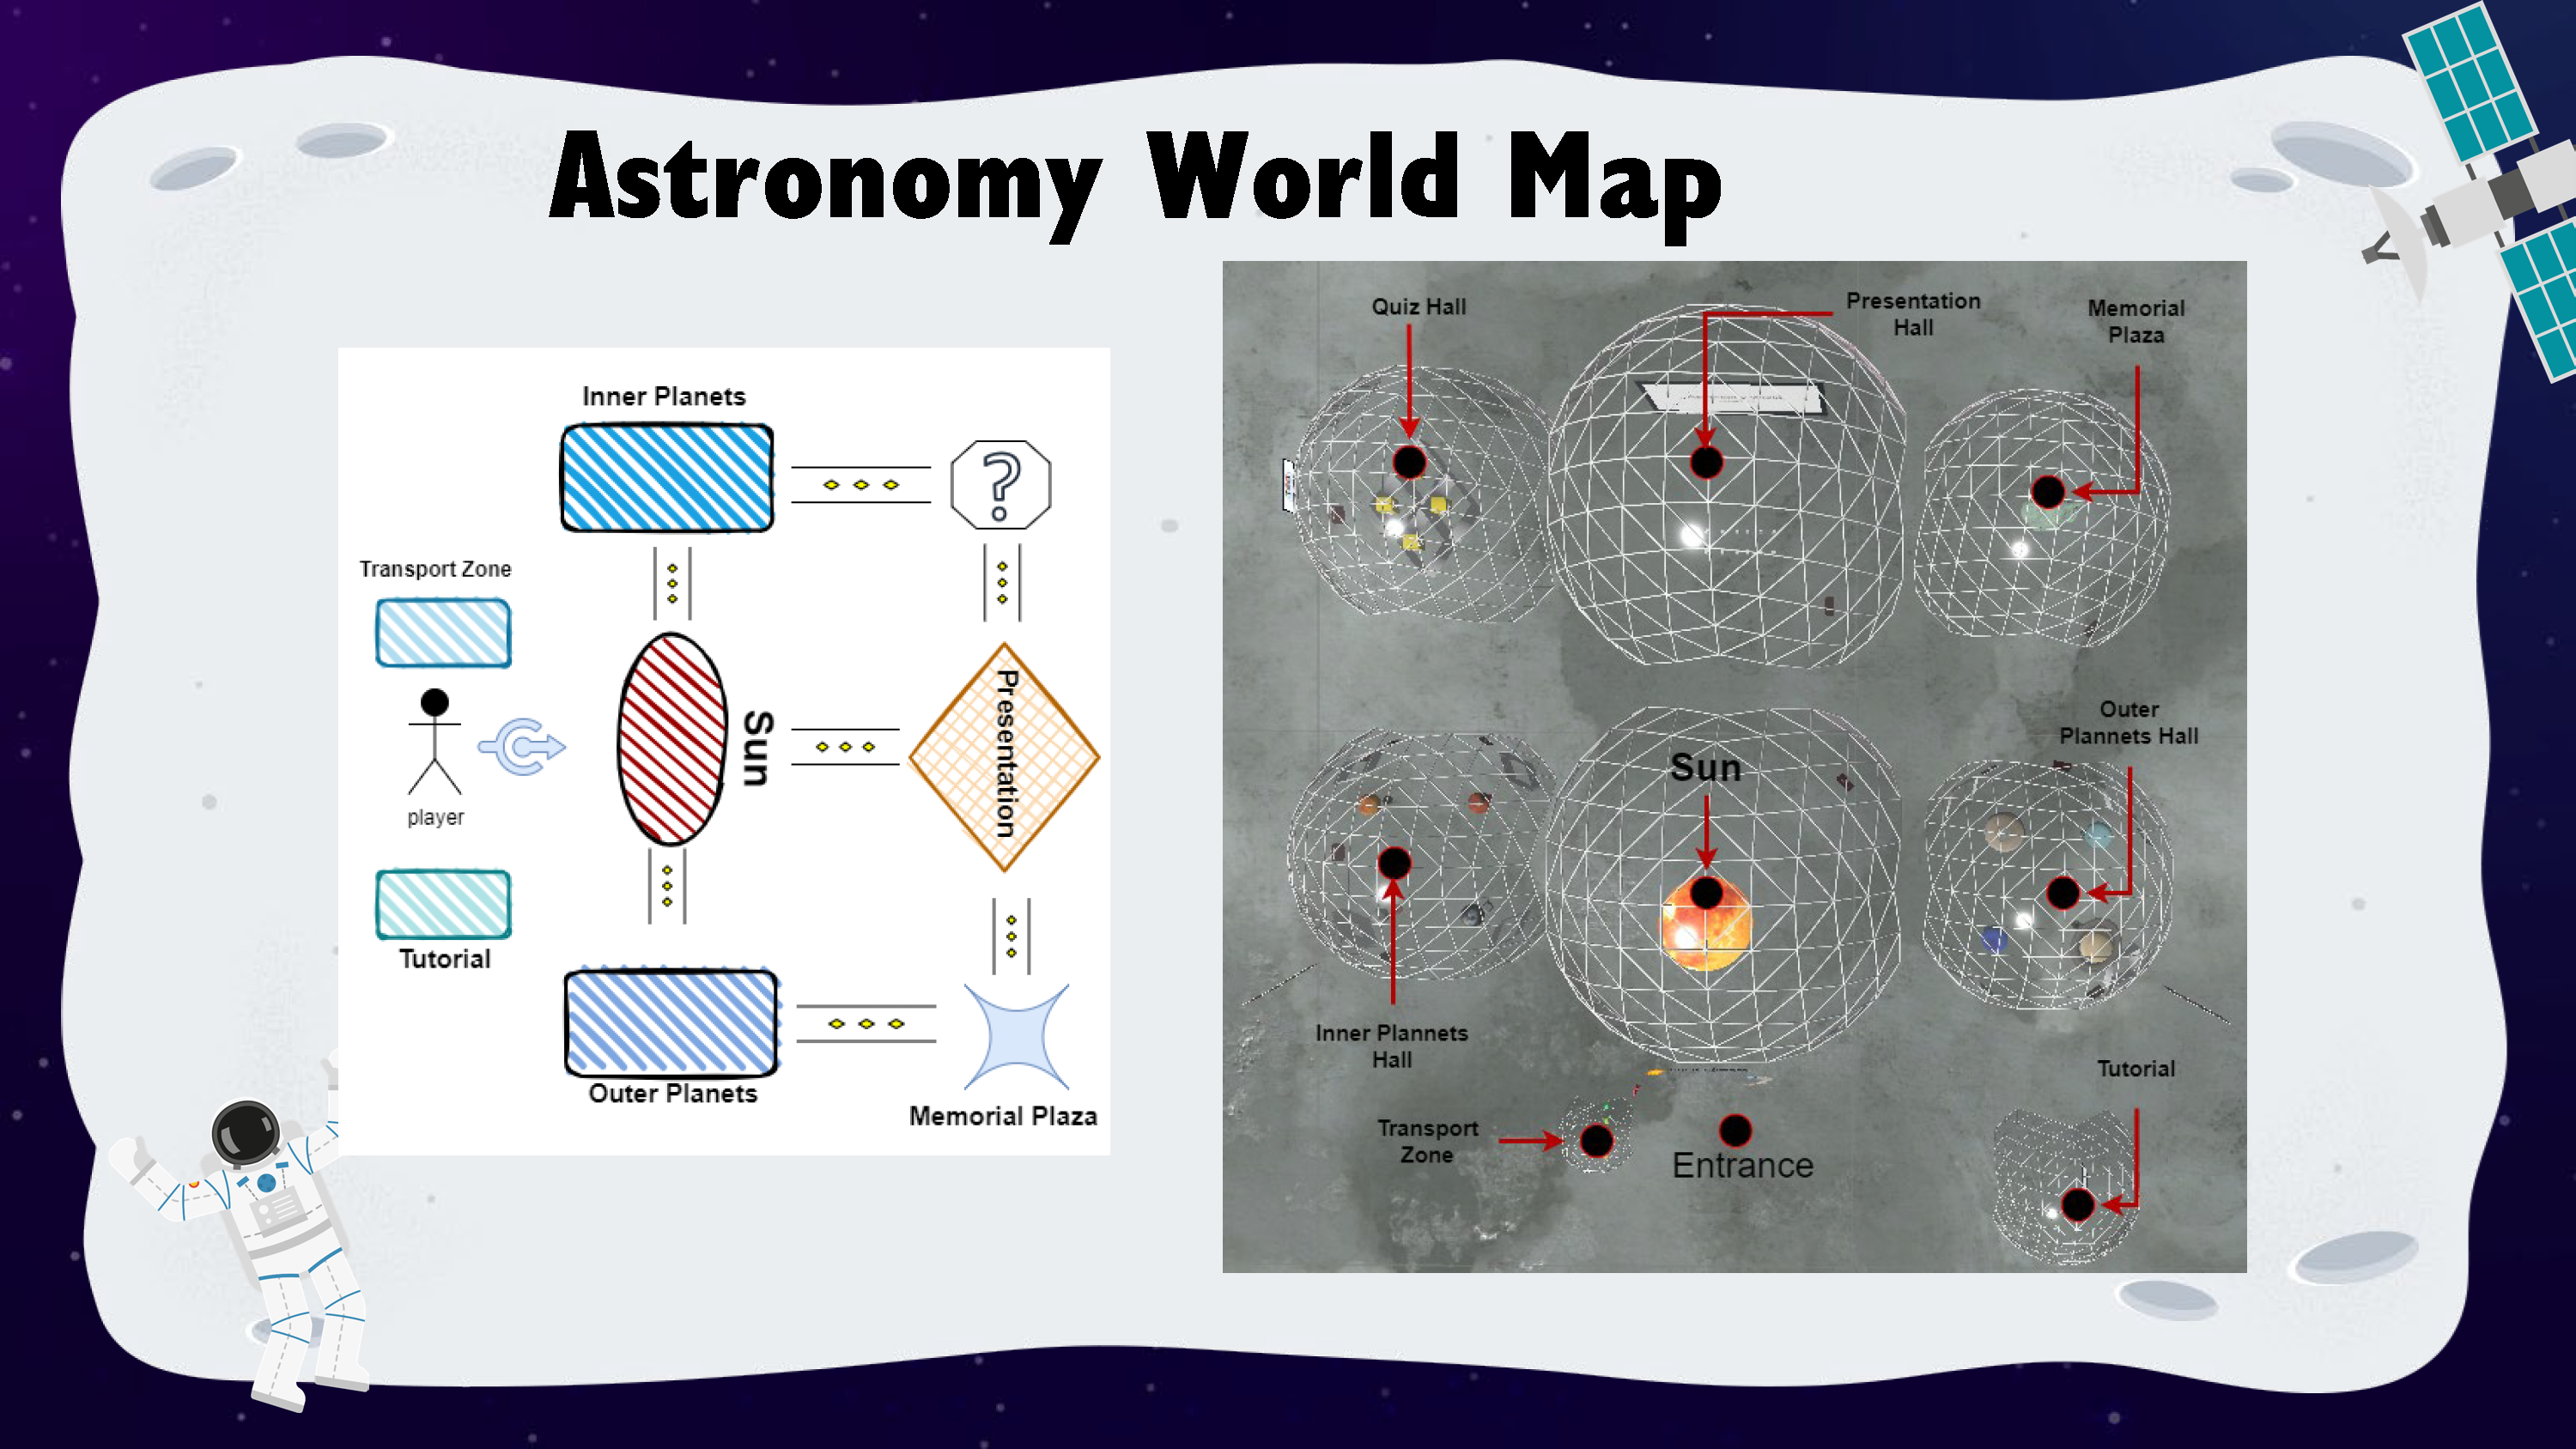 Astronomy World Map
Inner Planets
?
Transport Zone
Sun
Presentation
player
Tutorial
Outer Planets
Memorial Plaza
Quiz Hall
Presentation
Hall
Memorial
Plaza
Outer
Plannets Hall
Sun
Inner Plannets
Hall
Tutorial
Transport
Zone
Entrance